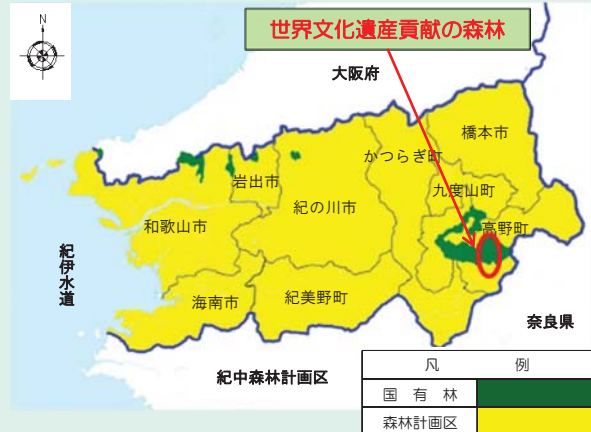 N
世界文化遺産貢献の森林
大阪府
橋本市
かつらぎ町
岩出市
九度山町
紀の川市
和歌山市
高野町
紀伊水道
海南市
紀美野町
奈良県
紀中森林計画区
凡 例
国 有 林
森林計画区